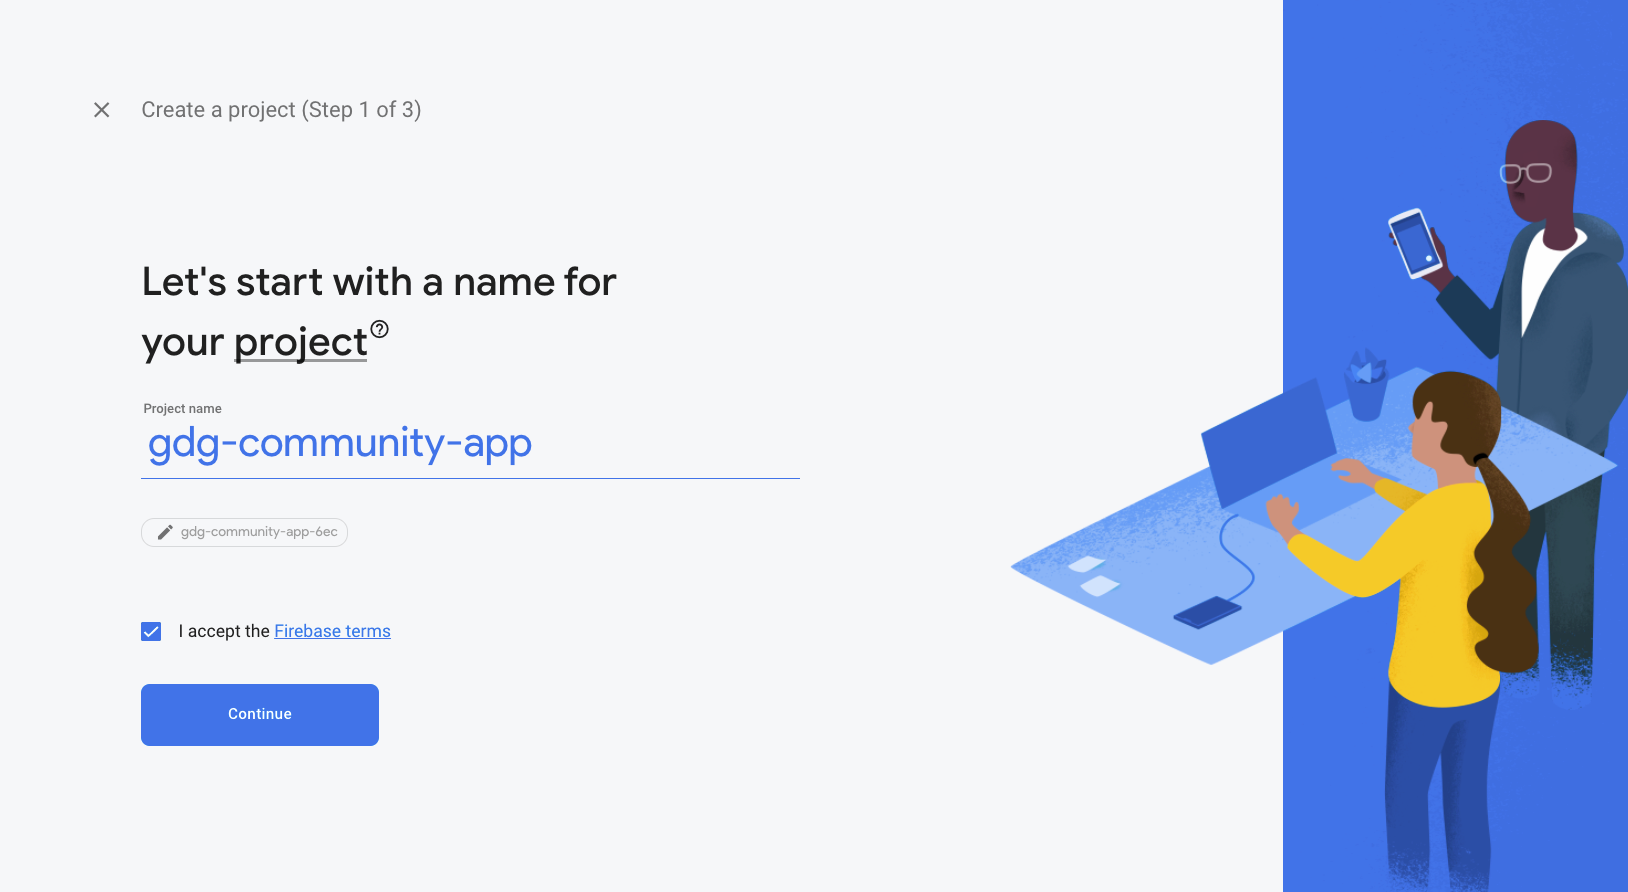 Create a project (Step 1 of 3)
Let's start with a name for
your project
Project name
gdg-community-app
gdg-community-app-6ec
I accept the Firebase terms
Continue